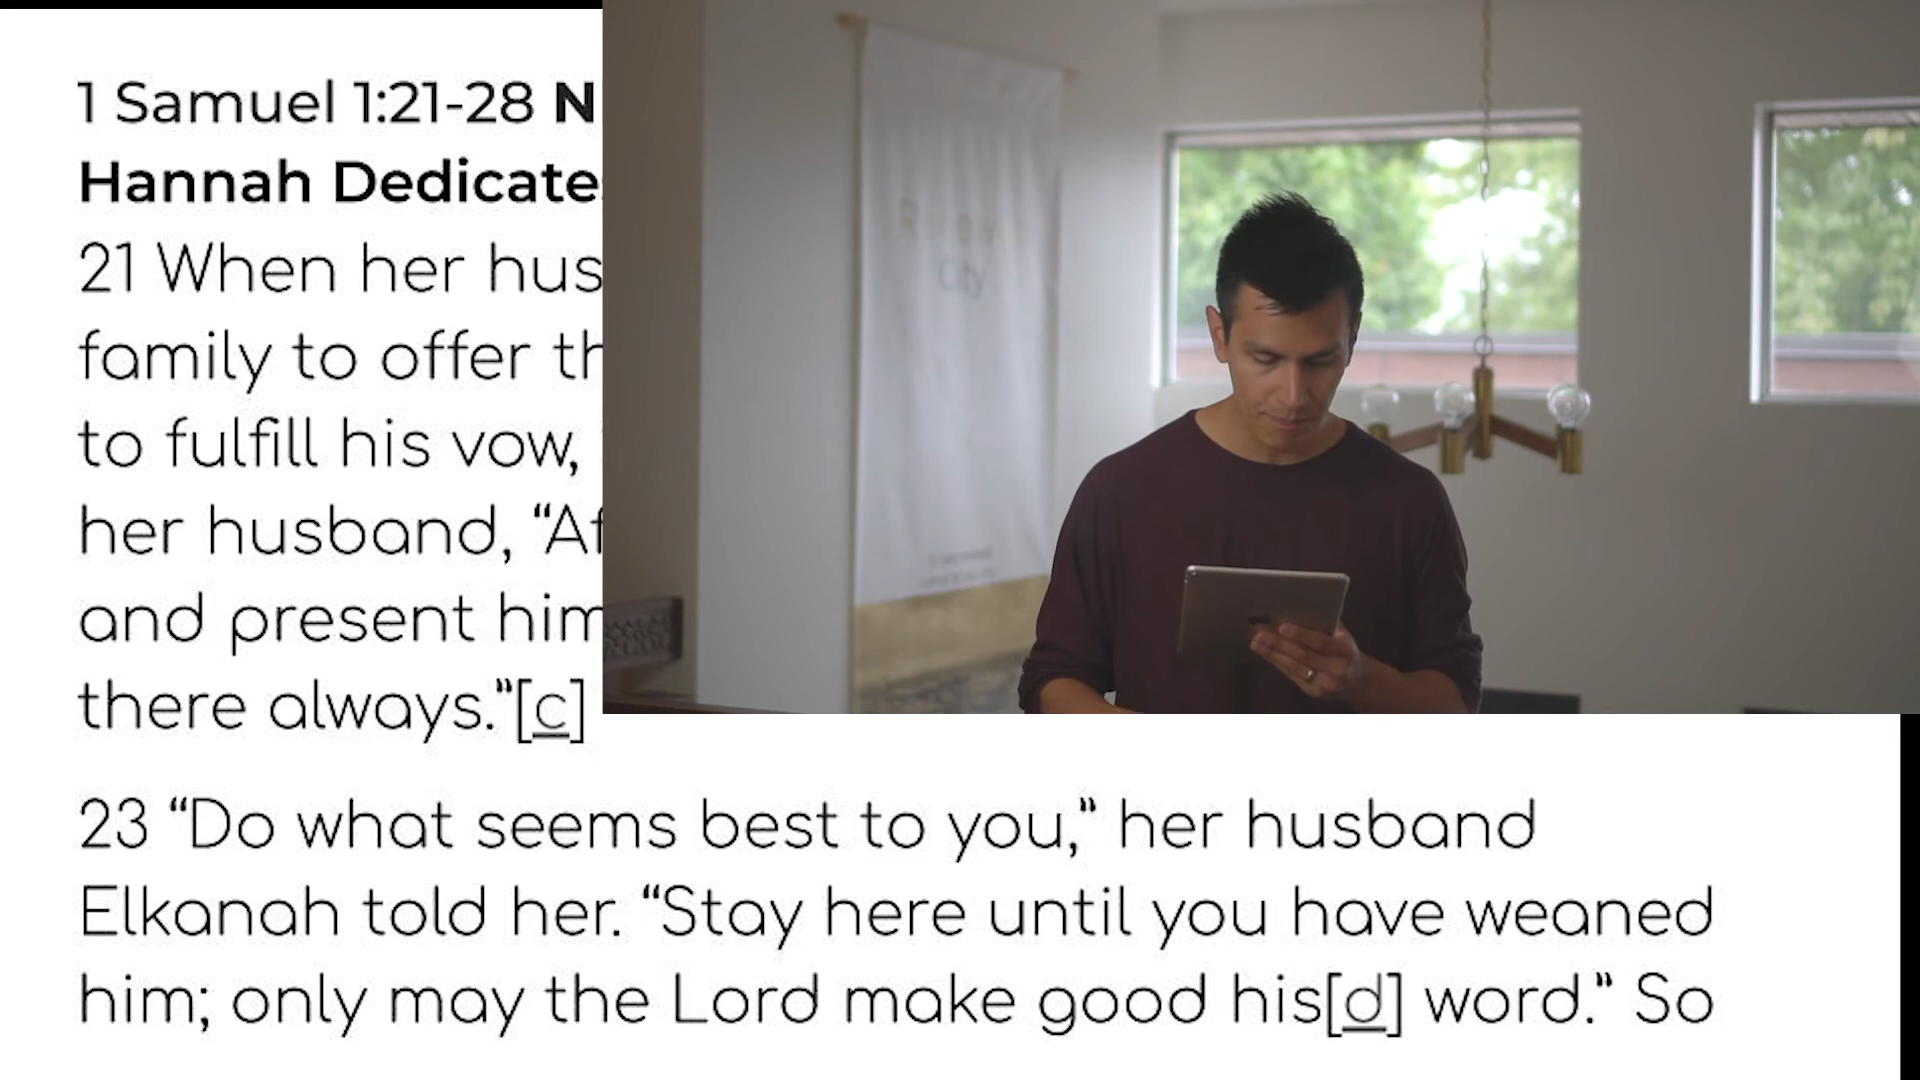 1 Samuel 1:21-28 N
Hannah Dedicate
21 When her hus
family to offer th
to fulfill his vow,
her husband, “Af
and present him
there always.”[c]
23 “Do what seems best to you,” her husband
Elkanah told her. “Stay here until you have weaned
him; only may the Lord make good his[d] word.” So
city